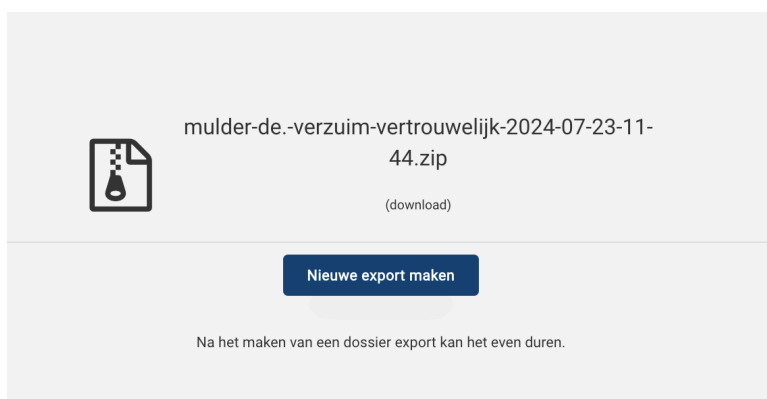 mulder-de.-verzuim-vertrouwelijk-2024-07-23-11-
44.zip
(download)
Nieuwe export maken
Na het maken van een dossier export kan het even duren.